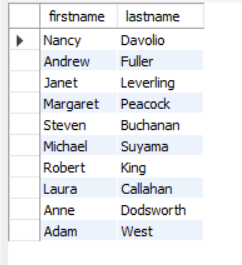 firstname lastname
Nancy Davolio
Andrew Fuller
Janet Leverling
Margaret Peacock
Steven Buchanan
Michael Suyama
Robert King
Laura Callahan
Anne Dodsworth
Adam West